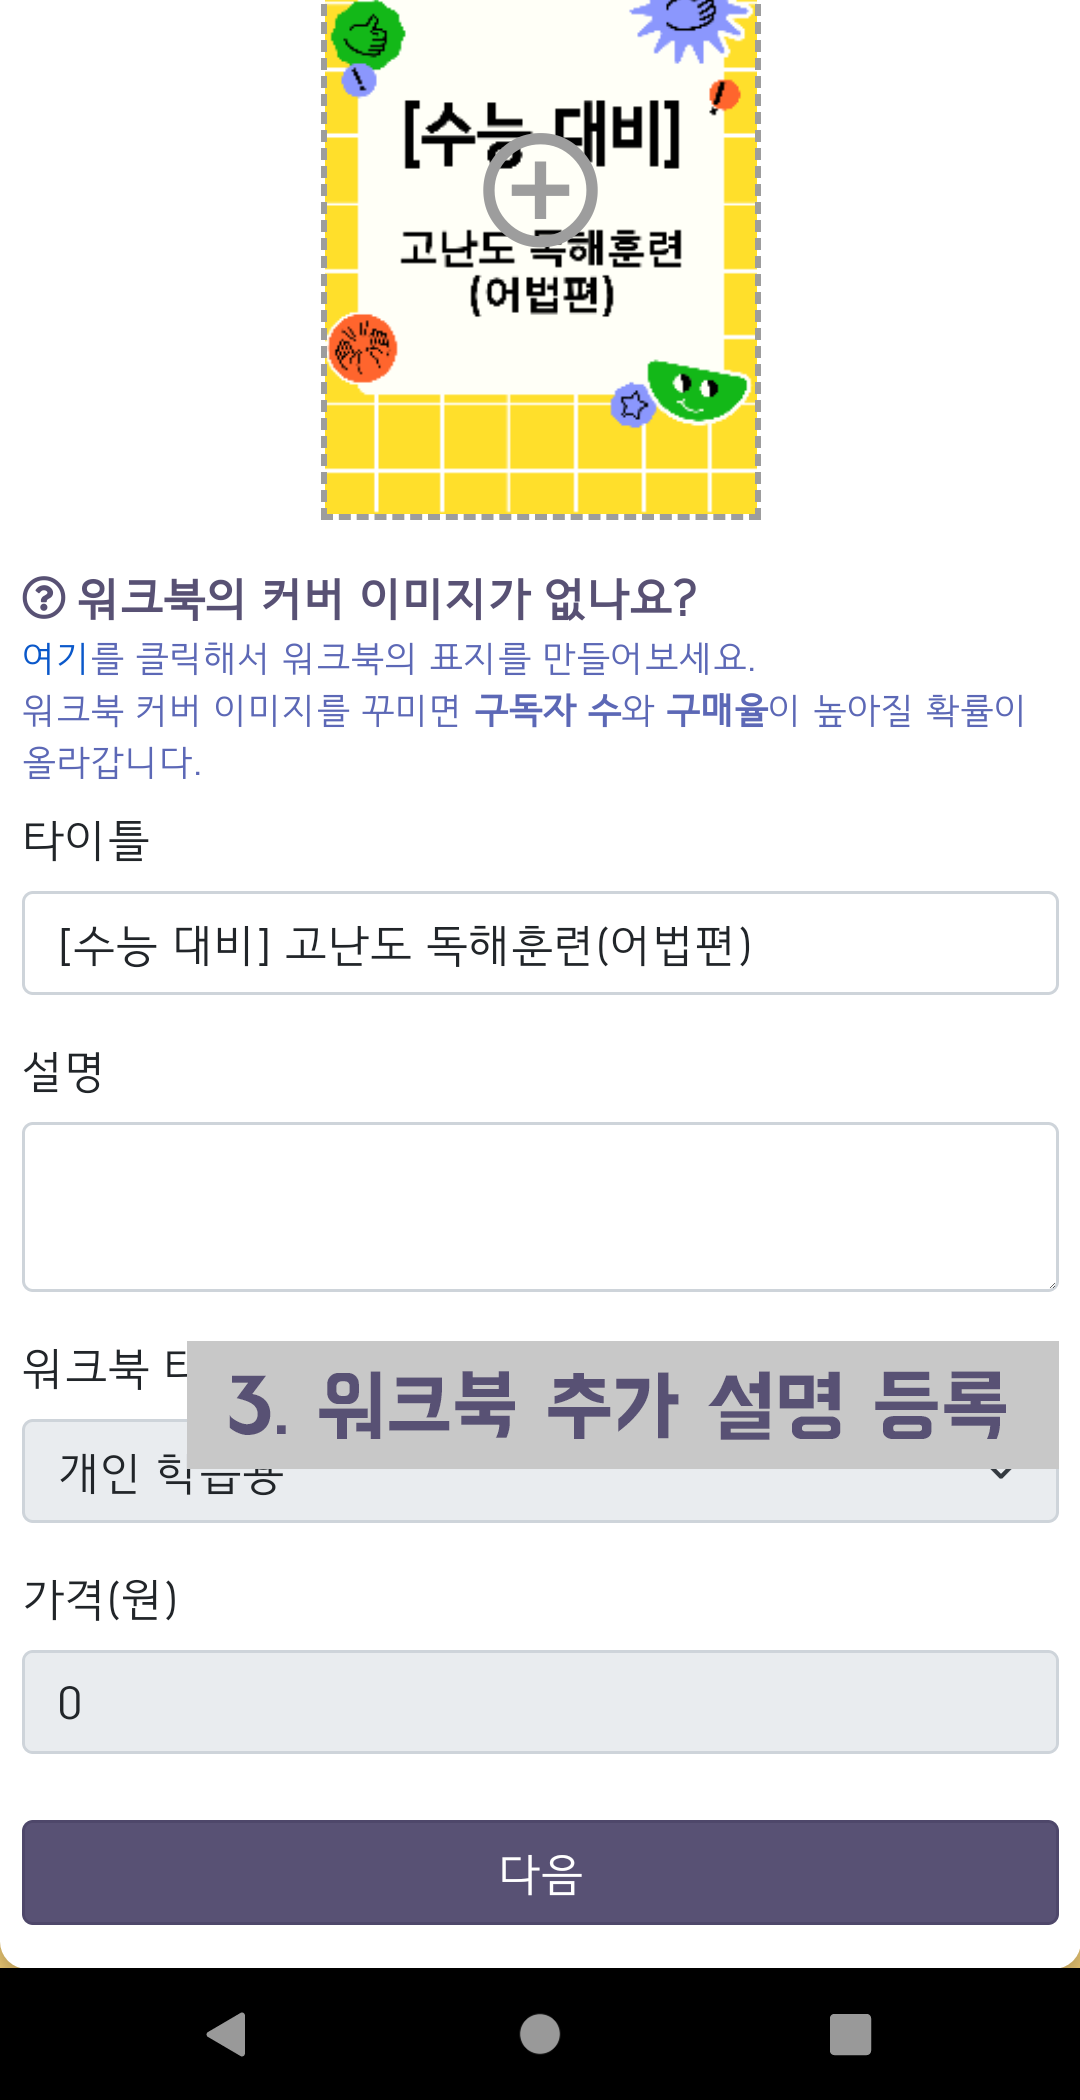 [수능 대비]
고난도 독해훈련
(어법편)
워크북의 커버 이미지가 없나요?
여기를 클릭해서 워크북의 표지를 만들어보세요.
워크북 커버 이미지를 꾸미면 구독자 수와 구매율이 높아질 확률이
올라갑니다.
타이틀
[수능 대비] 고난도 독해훈련(어법편)
설명
워크북
3. 워크북 추가 설명 등록
개인 학습용
가격(원)
0
다음